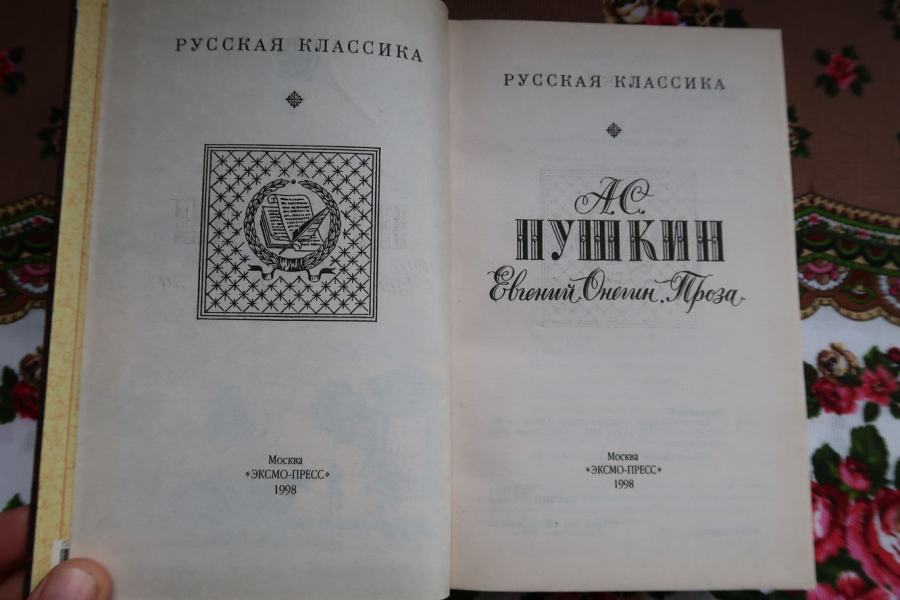 РУССКАЯ КЛАССИКА
Москва
«ЭКСМО-ПРЕСС»
1998
РУССКАЯ КЛАССИКА
А.С.
ПУШКИН
Евгений Онегин. Проза
Москва
«ЭКСМО-ПРЕСС»
1998